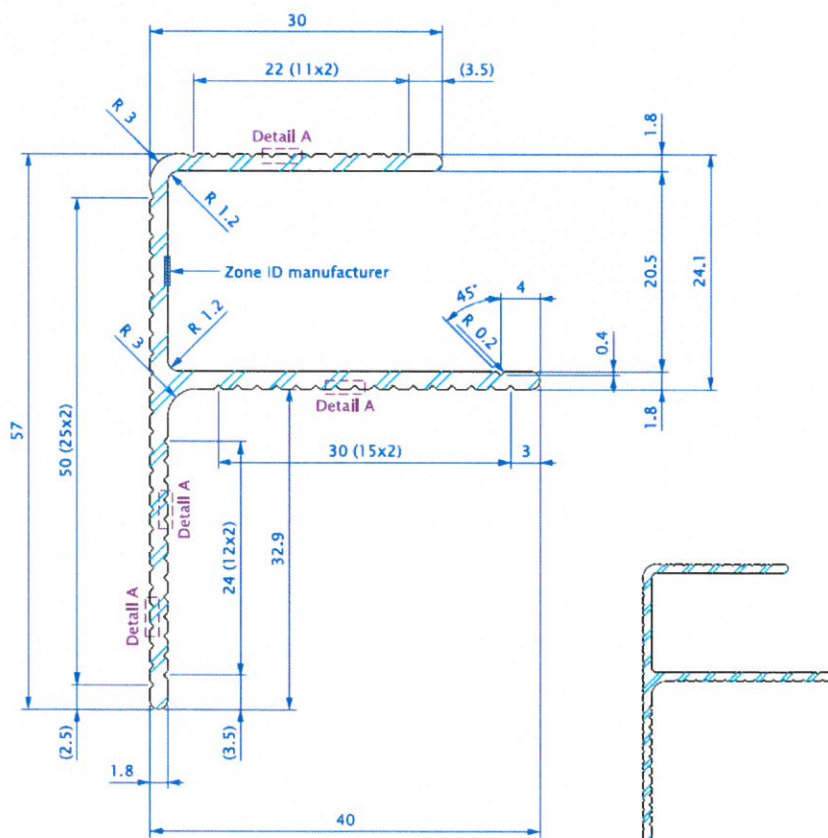 30
22 (11x2)
(3.5)
R 3
Detail A
1.8
R 1.2
Zone ID manufacturer
20.5
24.1
45°
4
R 0.2
0.4
R 1.2
R 3
Detail A
1.8
57
50 (25x2)
30 (15x2)
3
Detail A
24 (12x2)
32.9
Detail A
(2.5)
(3.5)
1.8
40